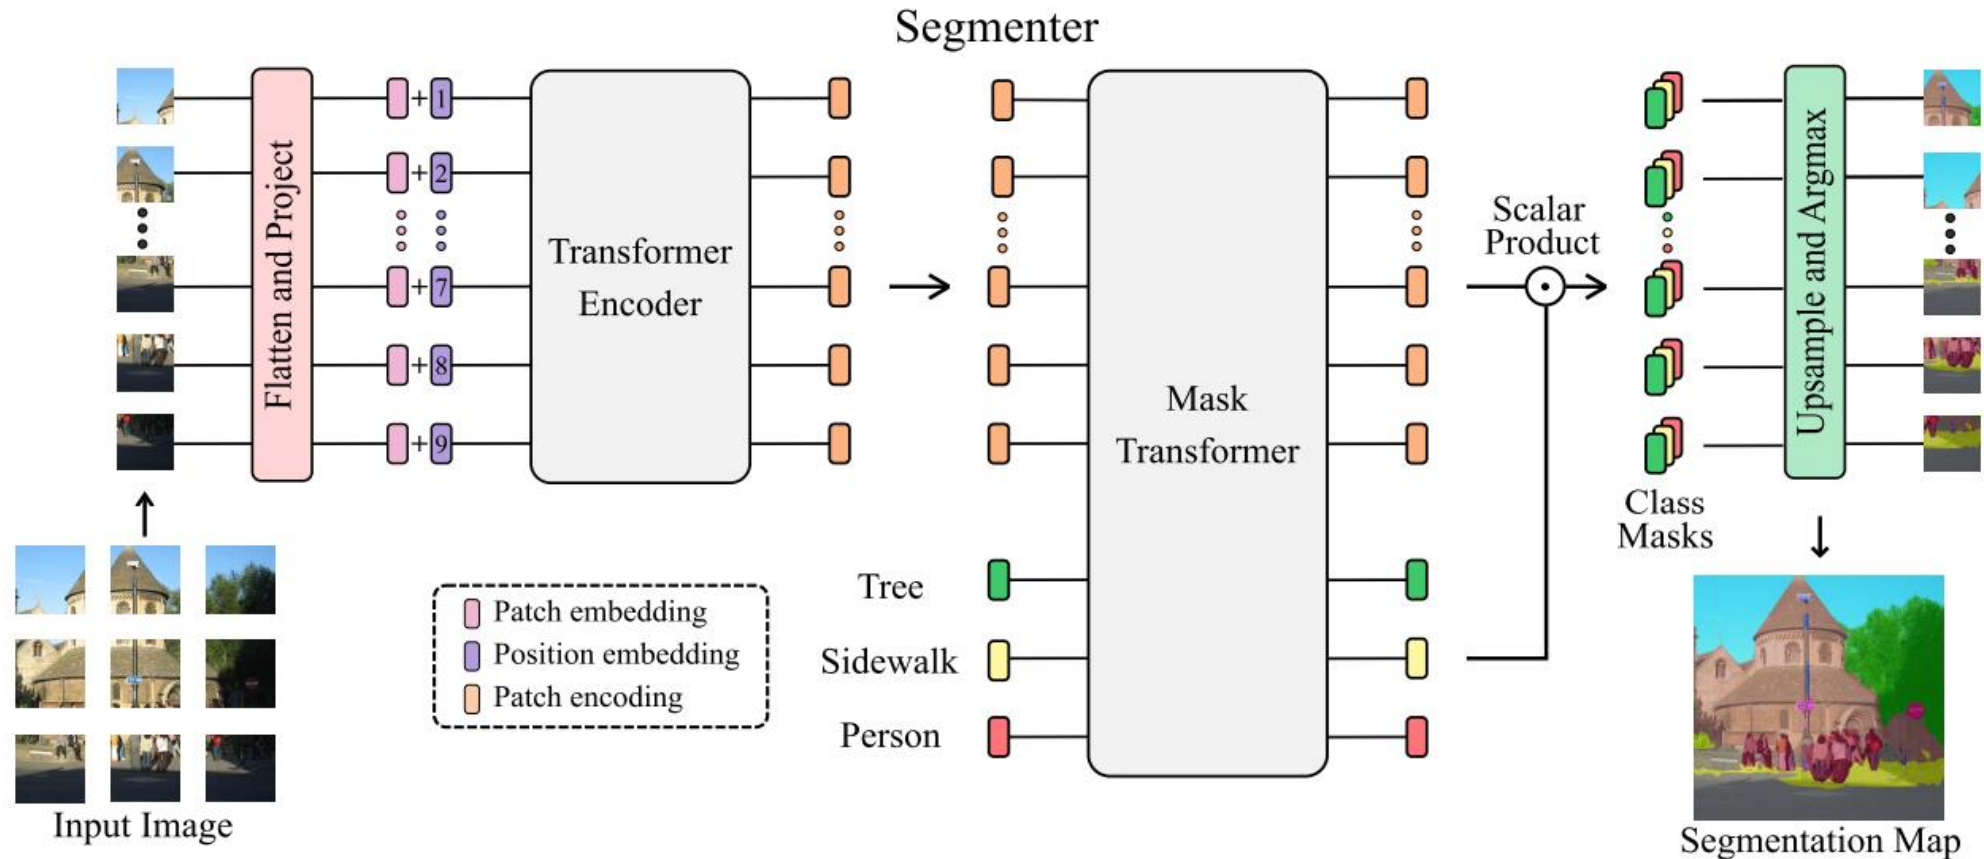 Segmenter
Flatten and Project
+1
+2
+7
+8
+9
Transformer
Encoder
Mask
Transformer
Scalar
Product
Upsample and Argmax
Class
Masks
Tree
Sidewalk
Person
Patch embedding
Position embedding
Patch encoding
Input Image
Segmentation Map